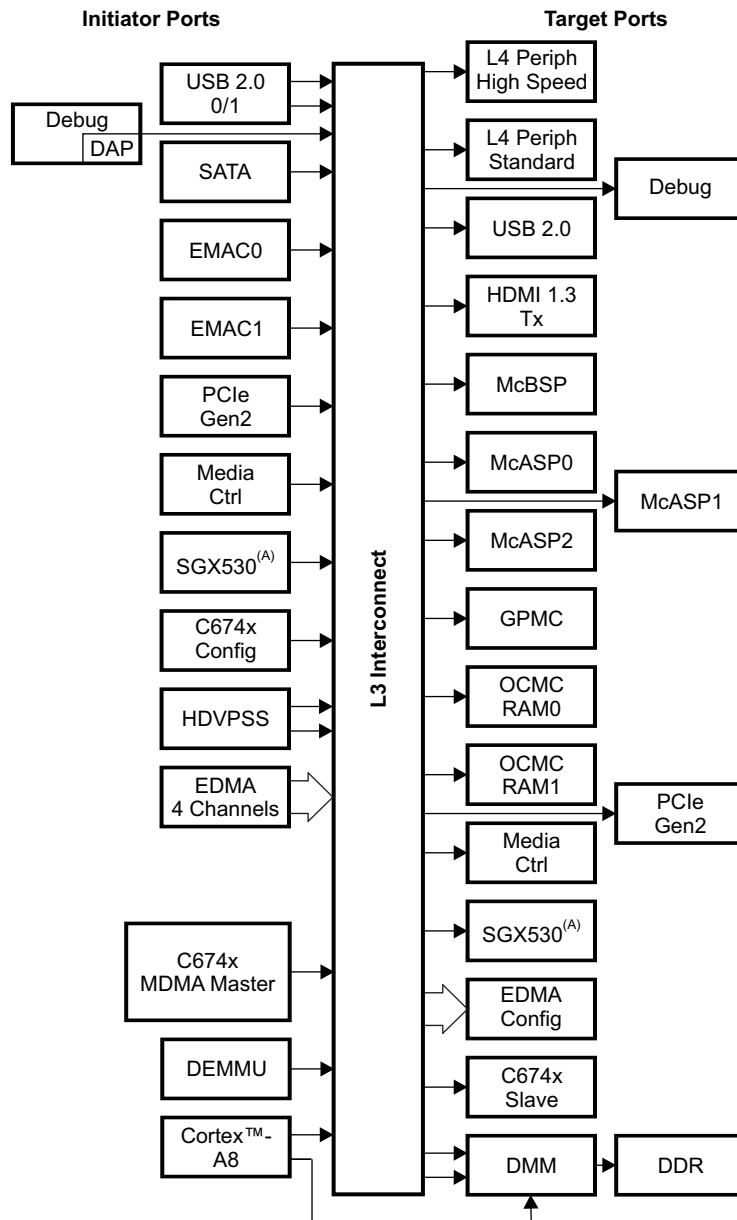 Initiator Ports
Target Ports
USB 2.0
0/1
Debug
DAP
SATA
EMAC0
EMAC1
PCIe
Gen2
Media
Ctrl
SGX530(A)
C674x
Config
HDVPSS
EDMA
4 Channels
C674x
MDMA Master
DEMMU
Cortex™-
A8
L3 Interconnect
L4 Periph
High Speed
L4 Periph
Standard
Debug
USB 2.0
HDMI 1.3
Tx
McBSP
McASP0
McASP1
McASP2
GPMC
OCMC
RAM0
OCMC
RAM1
PCIe
Gen2
Media
Ctrl
SGX530(A)
EDMA
Config
C674x
Slave
DMM
DDR